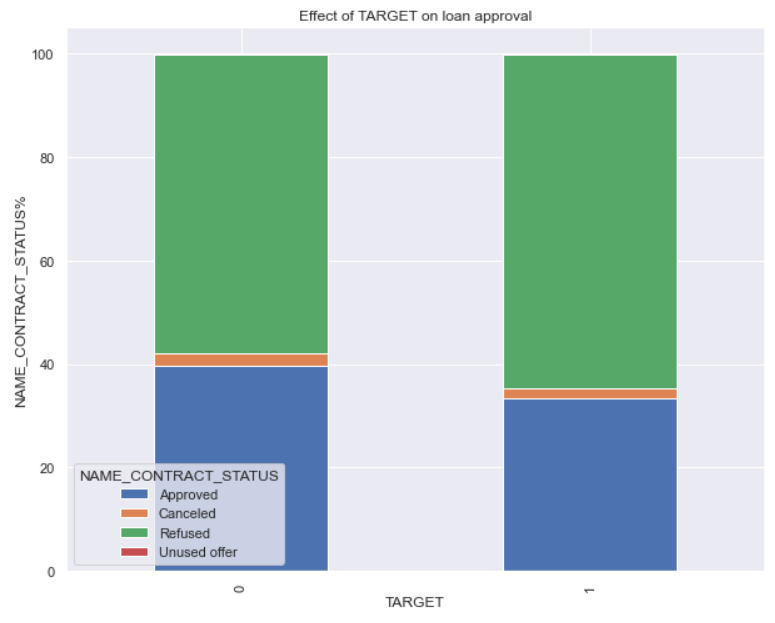 Effect of TARGET on loan approval
100
80
60
40
20
0
NAME_CONTRACT_STATUS%
NAME_CONTRACT_STATUS
Approved
Canceled
Refused
Unused offer
0
1
TARGET